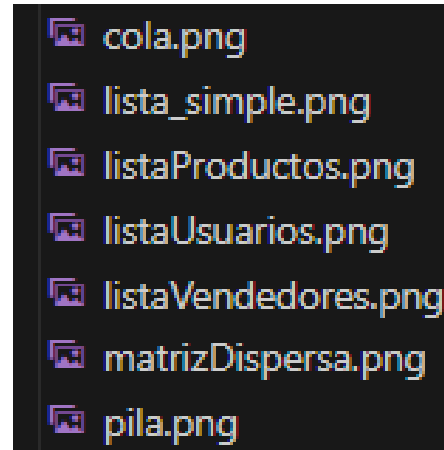 cola.png
lista_simple.png
listaProductos.png
listaUsuarios.png
listaVendedores.png
matrizDispersa.png
pila.png